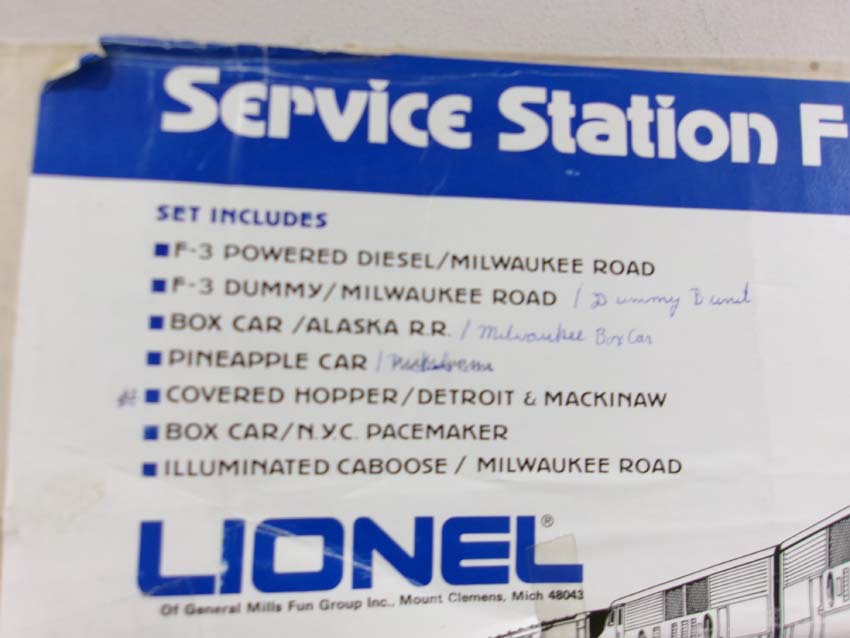 Service Station F
SET INCLUDES
■ F-3 POWERED DIESEL/MILWAUKEE ROAD
■ F-3 DUMMY/MILWAUKEE ROAD / Dummy B unit
■ BOX CAR /ALASKA R.R. / Milwaukee Box Car
■ PINEAPPLE CAR /
# ■ COVERED HOPPER/DETROIT & MACKINAW
■ BOX CAR/N.Y.C. PACEMAKER
■ ILLUMINATED CABOOSE / MILWAUKEE ROAD
LIONEL®
Of General Mills Fun Group Inc., Mount Clemens, Mich 48043